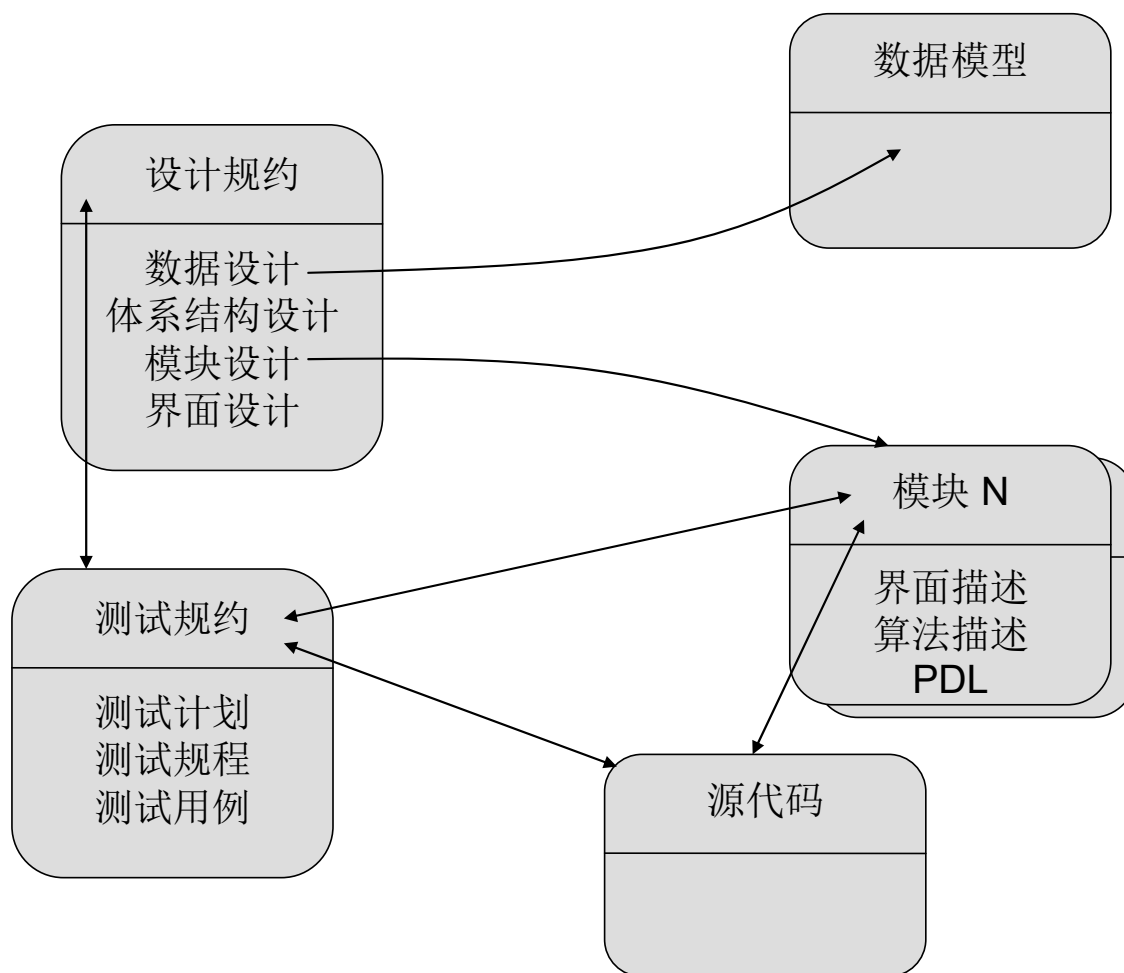 数据模型
设计规约
数据设计
体系结构设计
模块设计
界面设计
模块 N
界面描述
算法描述
PDL
测试规约
测试计划
测试规程
测试用例
源代码